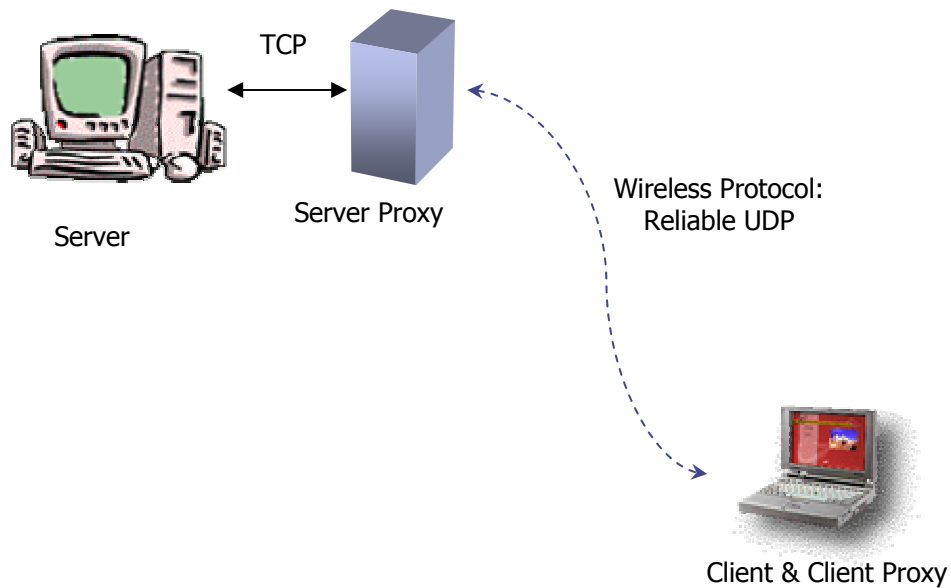 TCP
Server
Server Proxy
Wireless Protocol:
Reliable UDP
Client & Client Proxy